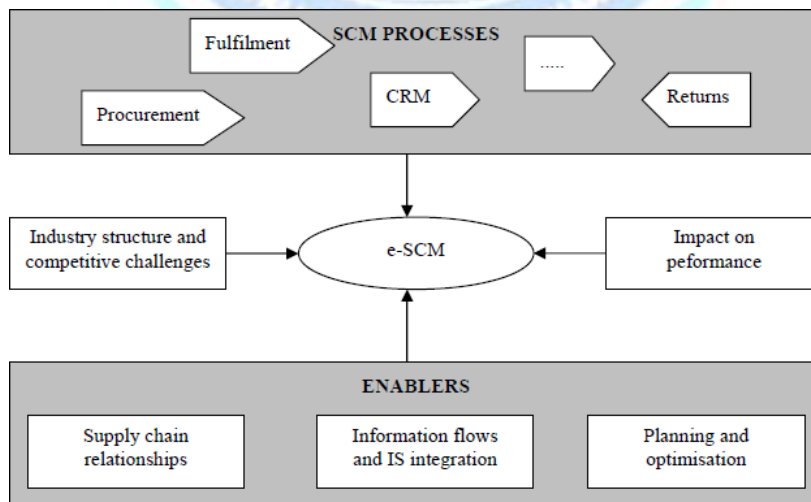 SCM PROCESSES
Fulfilment
.....
CRM
Returns
Procurement
Industry structure and
competitive challenges
e-SCM
Impact on
peformance
ENABLERS
Supply chain
relationships
Information flows
and IS integration
Planning and
optimisation